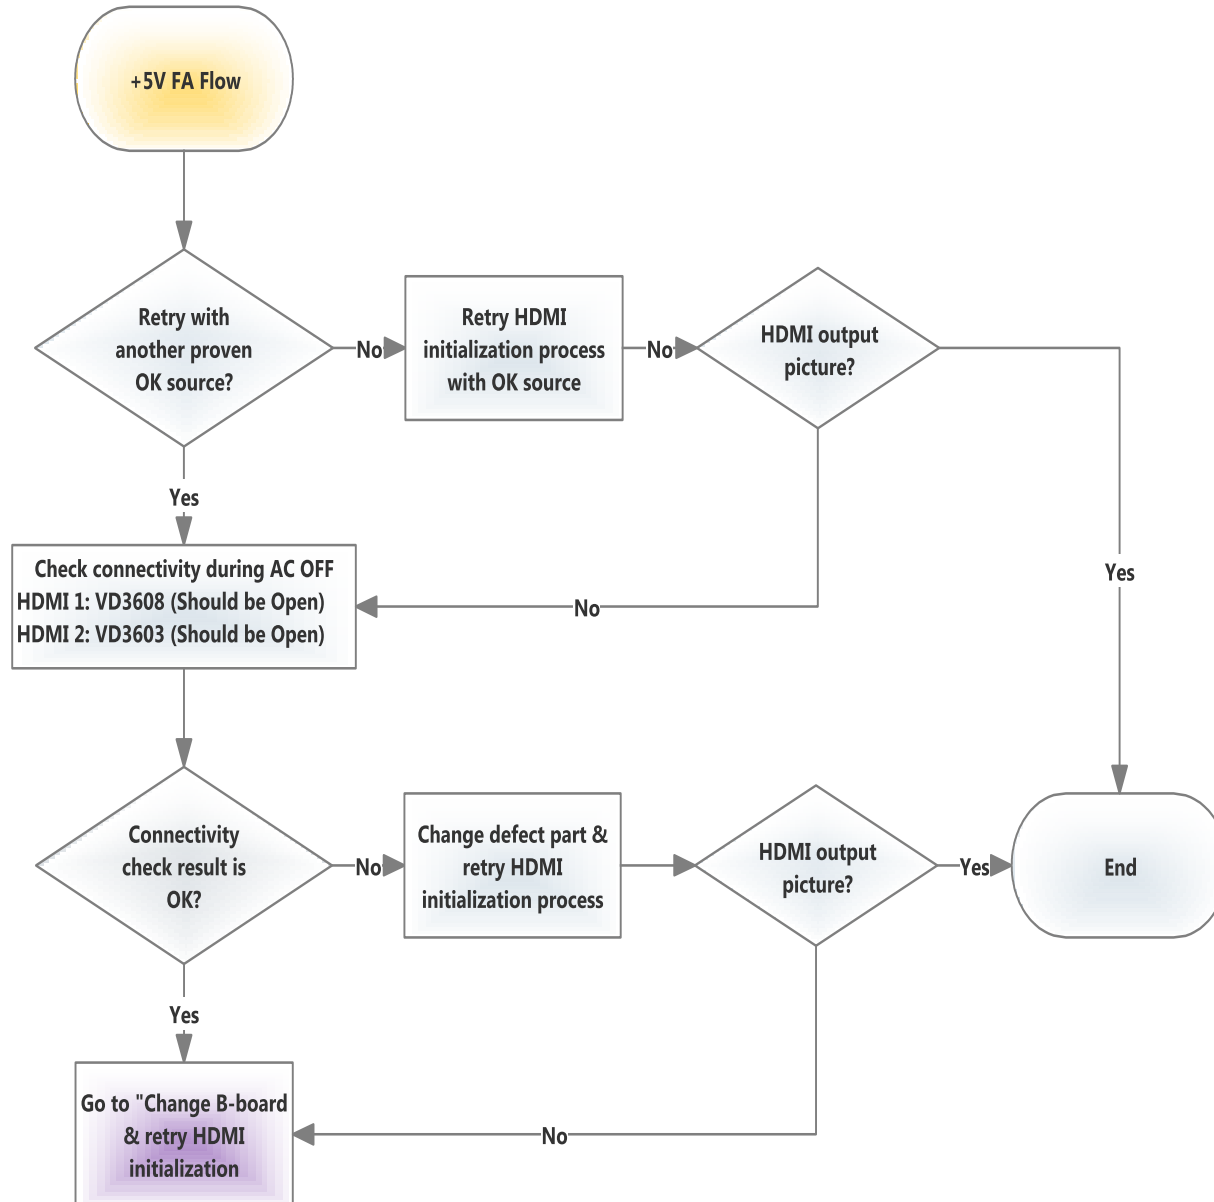 +5V FA Flow
Retry with
another proven
OK source?
No
Retry HDMI
initialization process
with OK source
No
HDMI output
picture?
Yes
Yes
Check connectivity during AC OFF
HDMI 1: VD3608 (Should be Open)
HDMI 2: VD3603 (Should be Open)
No
Connectivity
check result is
OK?
No
Change defect part &
retry HDMI
initialization process
HDMI output
picture?
Yes
End
Yes
Go to "Change B-board
& retry HDMI
initialization
No